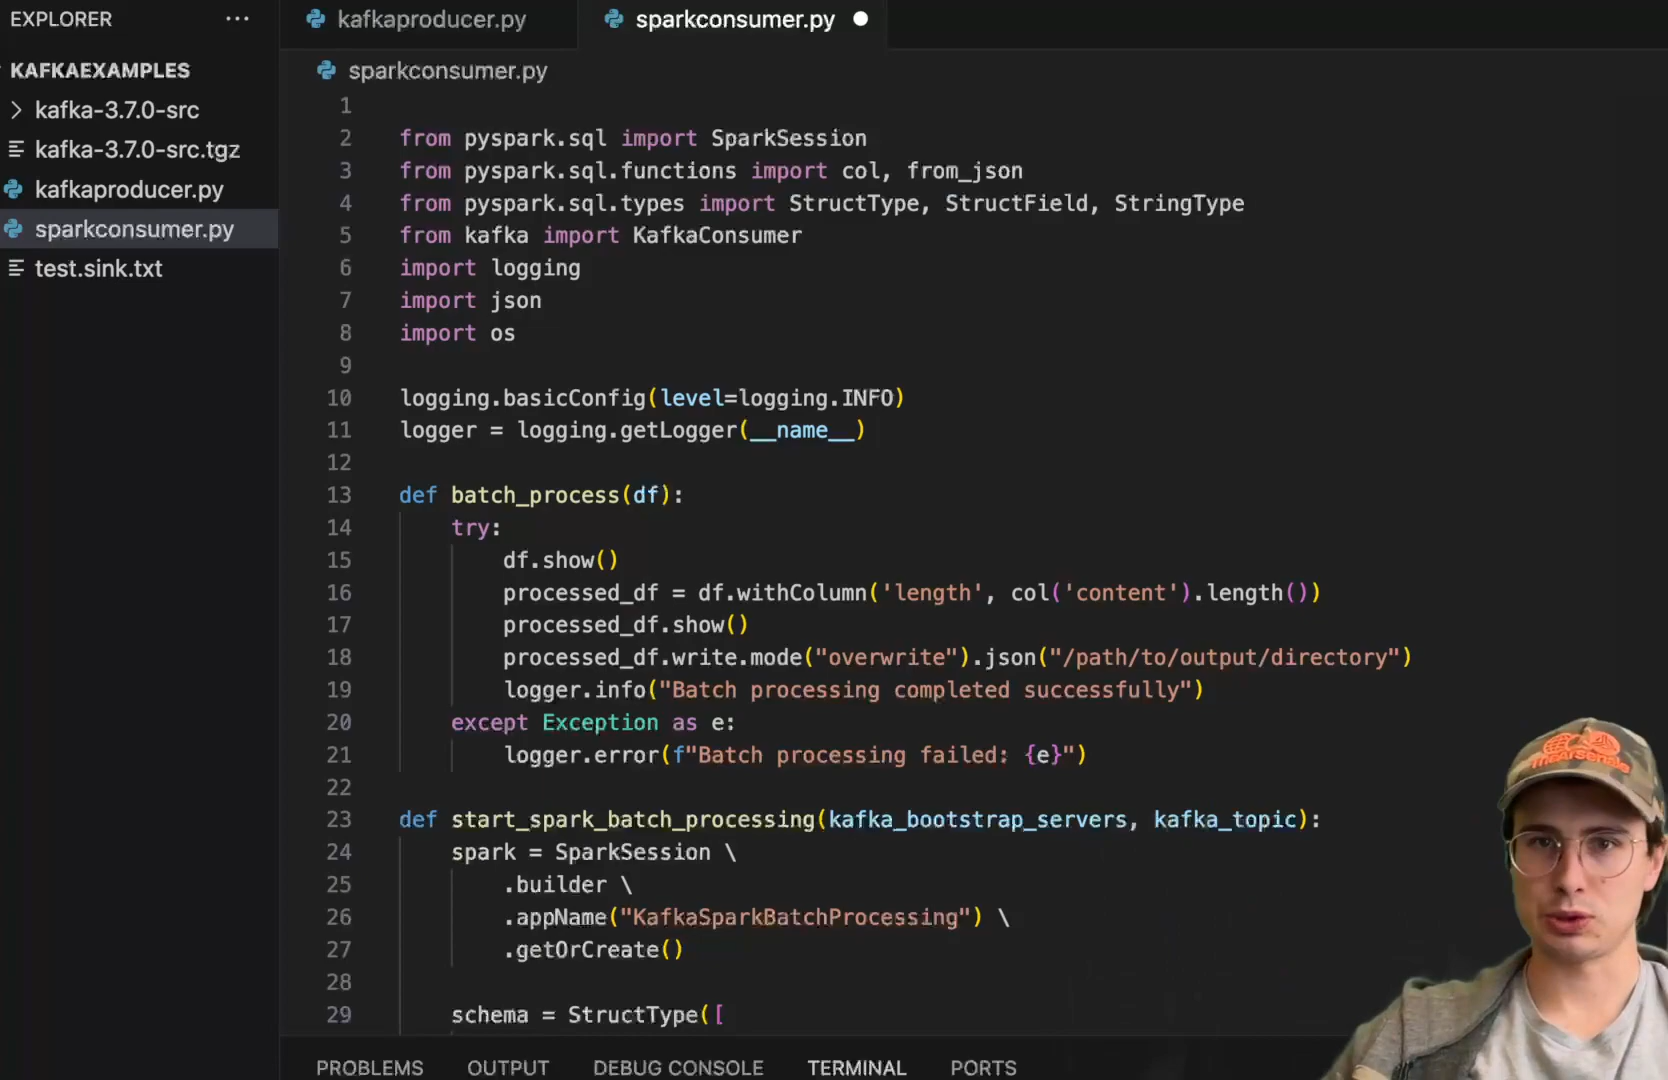 EXPLORER ···
kafkaproducer.py
sparkconsumer.py
KAFKAEXAMPLES
kafka-3.7.0-src
kafka-3.7.0-src.tgz
kafkaproducer.py
sparkconsumer.py
test.sink.txt
sparkconsumer.py
1
2 from pyspark.sql import SparkSession
3 from pyspark.sql.functions import col, from_json
4 from pyspark.sql.types import StructType, StructField, StringType
5 from kafka import KafkaConsumer
6 import logging
7 import json
8 import os
9
10 logging.basicConfig(level=logging.INFO)
11 logger = logging.getLogger(__name__)
12
13 def batch_process(df):
14 try:
15 df.show()
16 processed_df = df.withColumn('length', col('content').length())
17 processed_df.show()
18 processed_df.write.mode("overwrite").json("/path/to/output/directory")
19 logger.info("Batch processing completed successfully")
20 except Exception as e:
21 logger.error(f"Batch processing failed: {e}")
22
23 def start_spark_batch_processing(kafka_bootstrap_servers, kafka_topic):
24 spark = SparkSession \
25 .builder \
26 .appName("KafkaSparkBatchProcessing") \
27 .getOrCreate()
28
29 schema = StructType([
PROBLEMS OUTPUT DEBUG CONSOLE TERMINAL PORTS